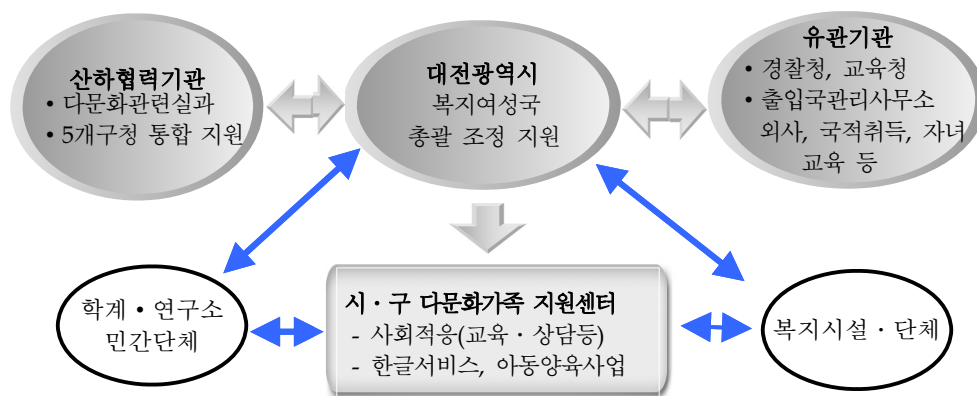 산하협력기관
• 다문화관련실과
• 5개구청 통합 지원
대전광역시
복지여성국
총괄 조정 지원
유관기관
• 경찰청, 교육청
• 출입국관리사무소
외사, 국적취득, 자녀
교육 등
학계·연구소
민간단체
시·구 다문화가족 지원센터
- 사회적응(교육·상담등)
- 한글서비스, 아동양육사업
복지시설·단체